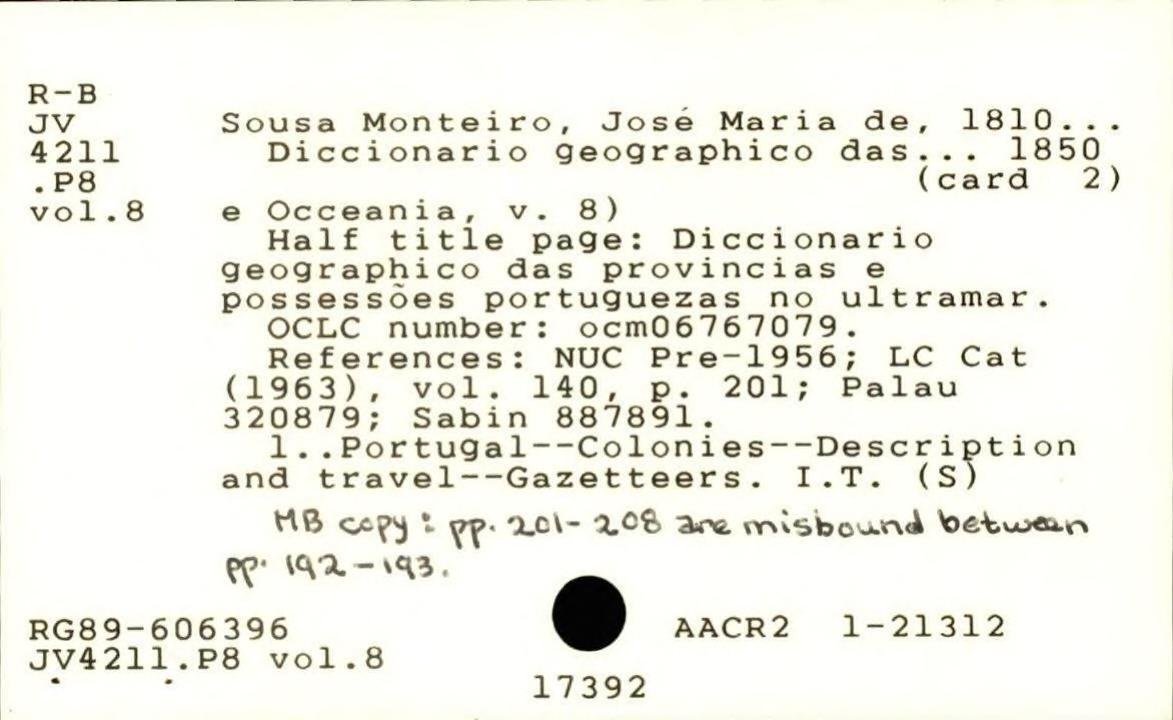 R-B
JV Sousa Monteiro, José Maria de, 1810...
4211 Diccionario geographico das... 1850
.P8 (card 2)
vol.8 e Occeania, v. 8)
Half title page: Diccionario
geographico das provincias e
possessões portuguezas no ultramar.
OCLC number: ocm06767079.
References: NUC Pre-1956; LC Cat
(1963), vol. 140, p. 201; Palau
320879; Sabin 887891.
1..Portugal--Colonies--Description
and travel--Gazetteers. I.T. (S)
MB copy: pp. 201-208 are misbound between
pp. 192-193.
RG89-606396 AACR2 1-21312
JV4211.P8 vol.8
17392